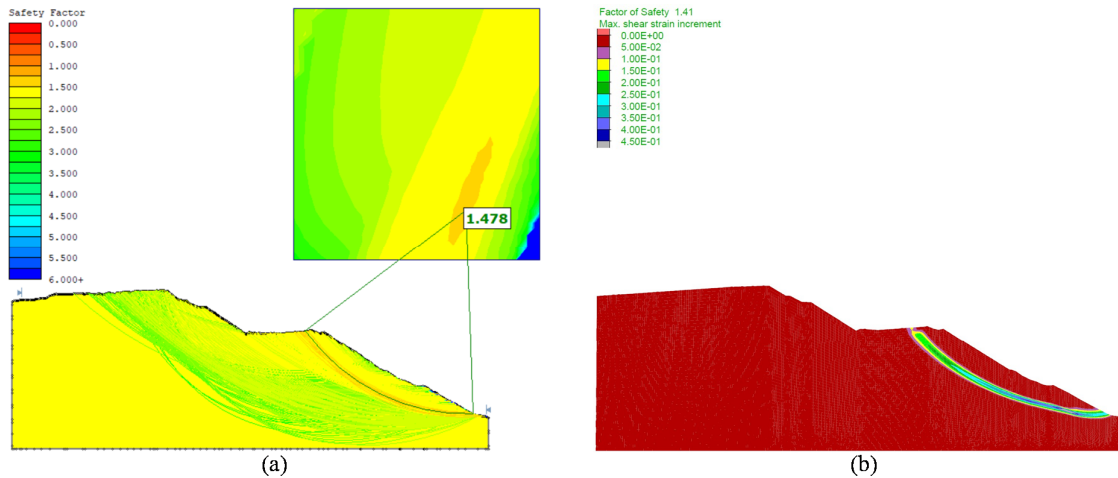 Safety Factor
0.000
0.500
1.000
1.500
2.000
2.500
3.000
3.500
4.000
4.500
5.000
5.500
6.000+
1.478
(a)
Factor of Safety 1.41
Max. shear strain increment
0.00E+00
5.00E-02
1.00E-01
1.50E-01
2.00E-01
2.50E-01
3.00E-01
3.50E-01
4.00E-01
4.50E-01
(b)